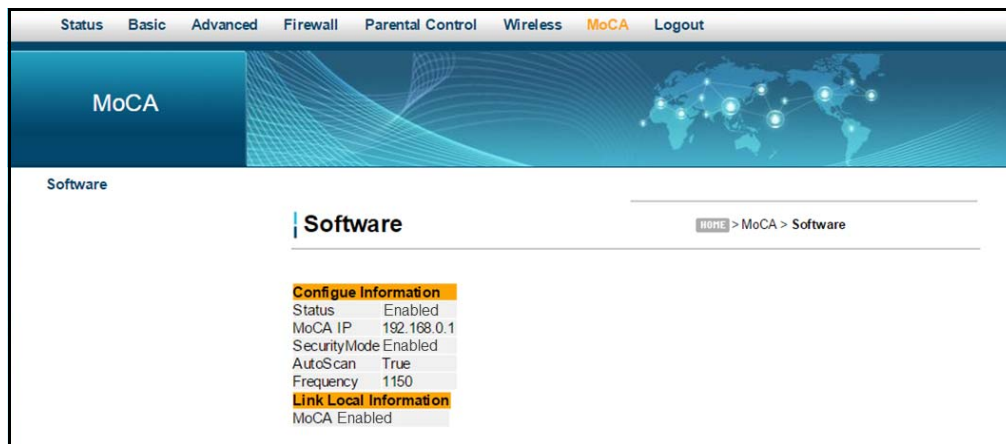 Status Basic Advanced Firewall Parental Control Wireless MoCA Logout
MoCA
Software
Software
HOME > MoCA > Software
Configue Information
Status Enabled
MoCA IP 192.168.0.1
SecurityMode Enabled
AutoScan True
Frequency 1150
Link Local Information
MoCA Enabled